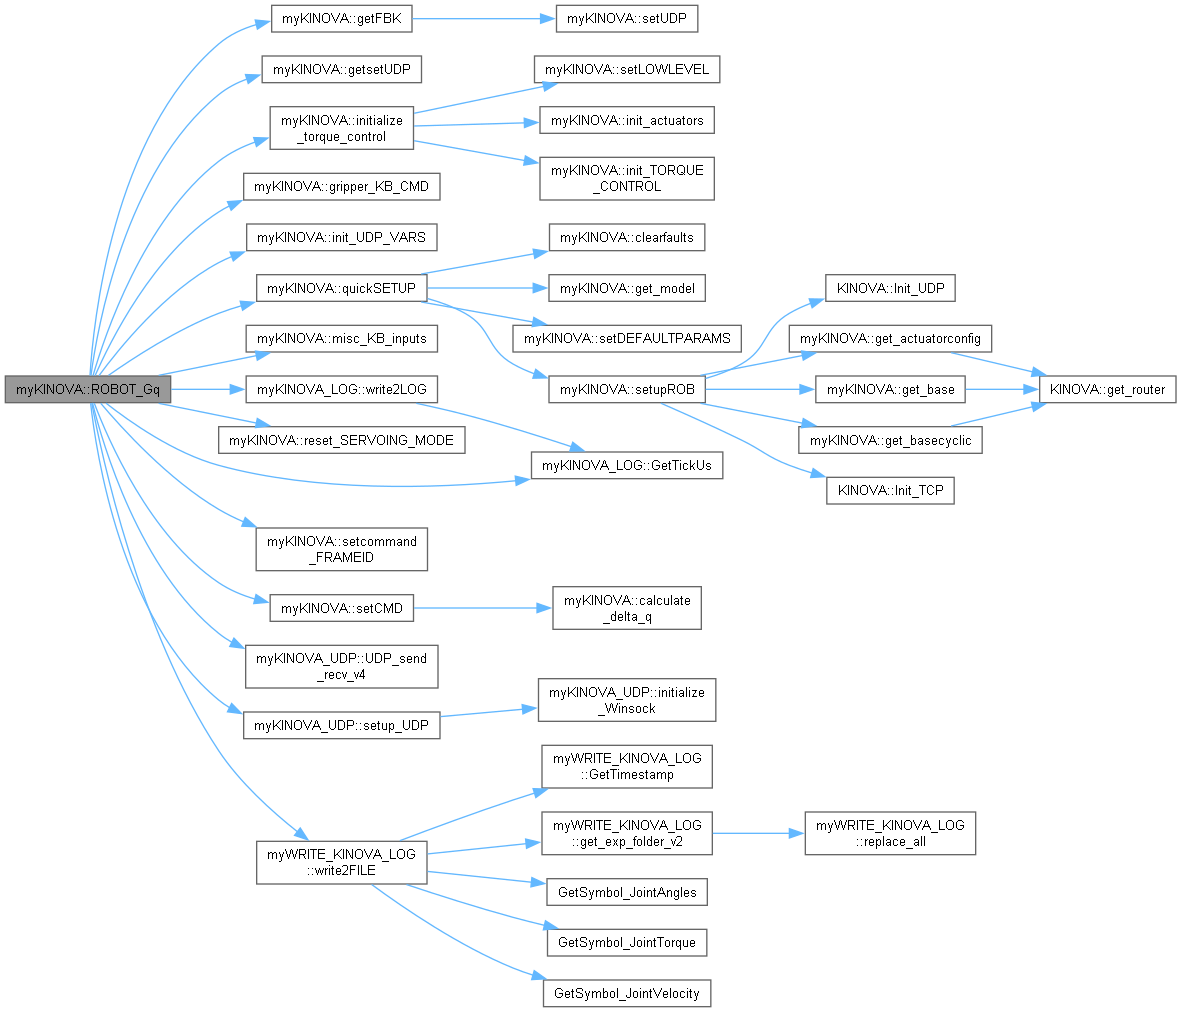 myKINOVA::getFBK
myKINOVA::setUDP
myKINOVA::getsetUDP
myKINOVA::setLOWLEVEL
myKINOVA::initialize
_torque_control
myKINOVA::init_actuators
myKINOVA::init_TORQUE
_CONTROL
myKINOVA::gripper_KB_CMD
myKINOVA::init_UDP_VARS
myKINOVA::clearfaults
myKINOVA::quickSETUP
myKINOVA::get_model
KINOVA::Init_UDP
myKINOVA::misc_KB_inputs
myKINOVA::setDEFAULTPARAMS
myKINOVA::get_actuatorconfig
myKINOVA::ROBOT_Gq
myKINOVA_LOG::write2LOG
myKINOVA::setupROB
myKINOVA::get_base
KINOVA::get_router
myKINOVA::reset_SERVOING_MODE
myKINOVA::get_basecyclic
myKINOVA_LOG::GetTickUs
KINOVA::Init_TCP
myKINOVA::setcommand
_FRAMEID
myKINOVA::setCMD
myKINOVA::calculate
_delta_q
myKINOVA_UDP::UDP_send
_recv_v4
myKINOVA_UDP::initialize
_Winsock
myKINOVA_UDP::setup_UDP
myWRITE_KINOVA_LOG
::GetTimestamp
myWRITE_KINOVA_LOG
::get_exp_folder_v2
myWRITE_KINOVA_LOG
::replace_all
myWRITE_KINOVA_LOG
::write2FILE
GetSymbol_JointAngles
GetSymbol_JointTorque
GetSymbol_JointVelocity